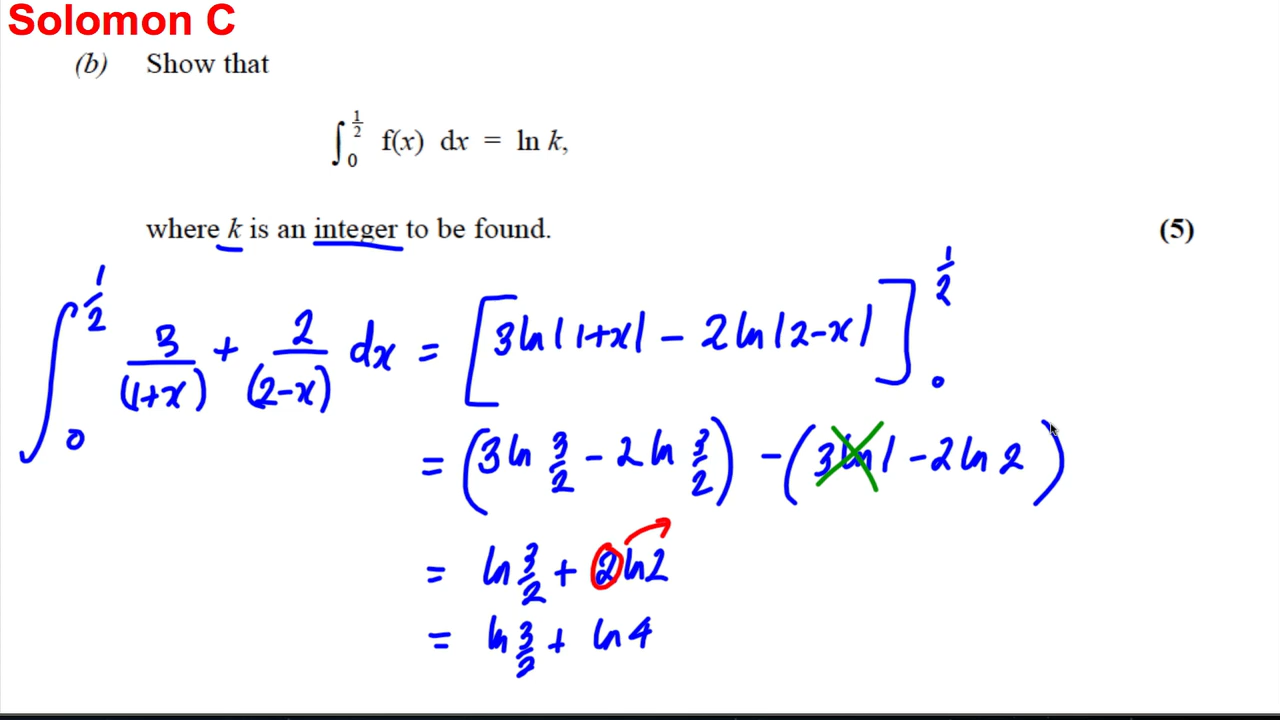 Solomon C
(b) Show that
∫₀^{1/2} f(x) dx = ln k,
where k is an integer to be found. (5)
∫₀^{1/2} 3/(1+x) + 2/(2-x) dx = [3ln|1+x| - 2ln|2-x|]₀^{1/2}
= (3ln 3/2 - 2ln 3/2) - (3ln1 - 2ln2)
= ln 3/2 + 2ln2
= ln 3/2 + ln4